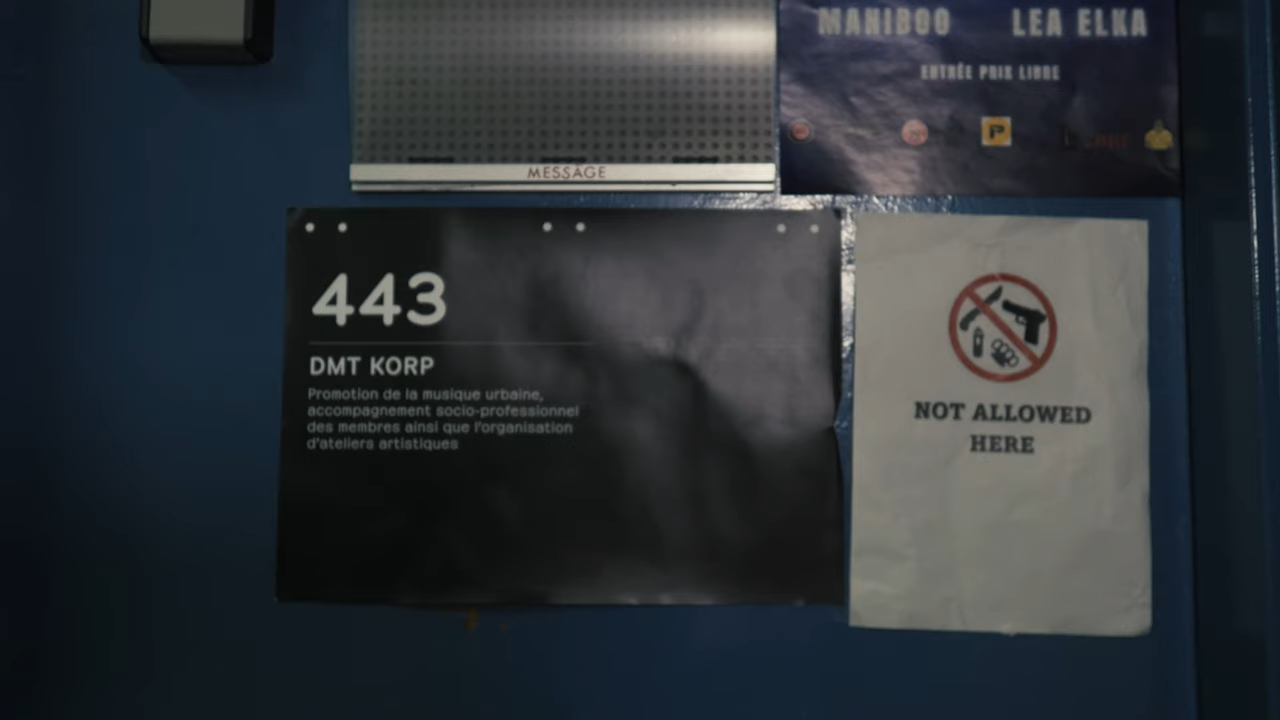 MANIBOO LEA ELKA
ENTRÉE PRIX LIBRE
P
MESSAGE
443
DMT KORP
Promotion de la musique urbaine,
accompagnement socio-professionnel
des membres ainsi que l'organisation
d'ateliers artistiques
NOT ALLOWED
HERE